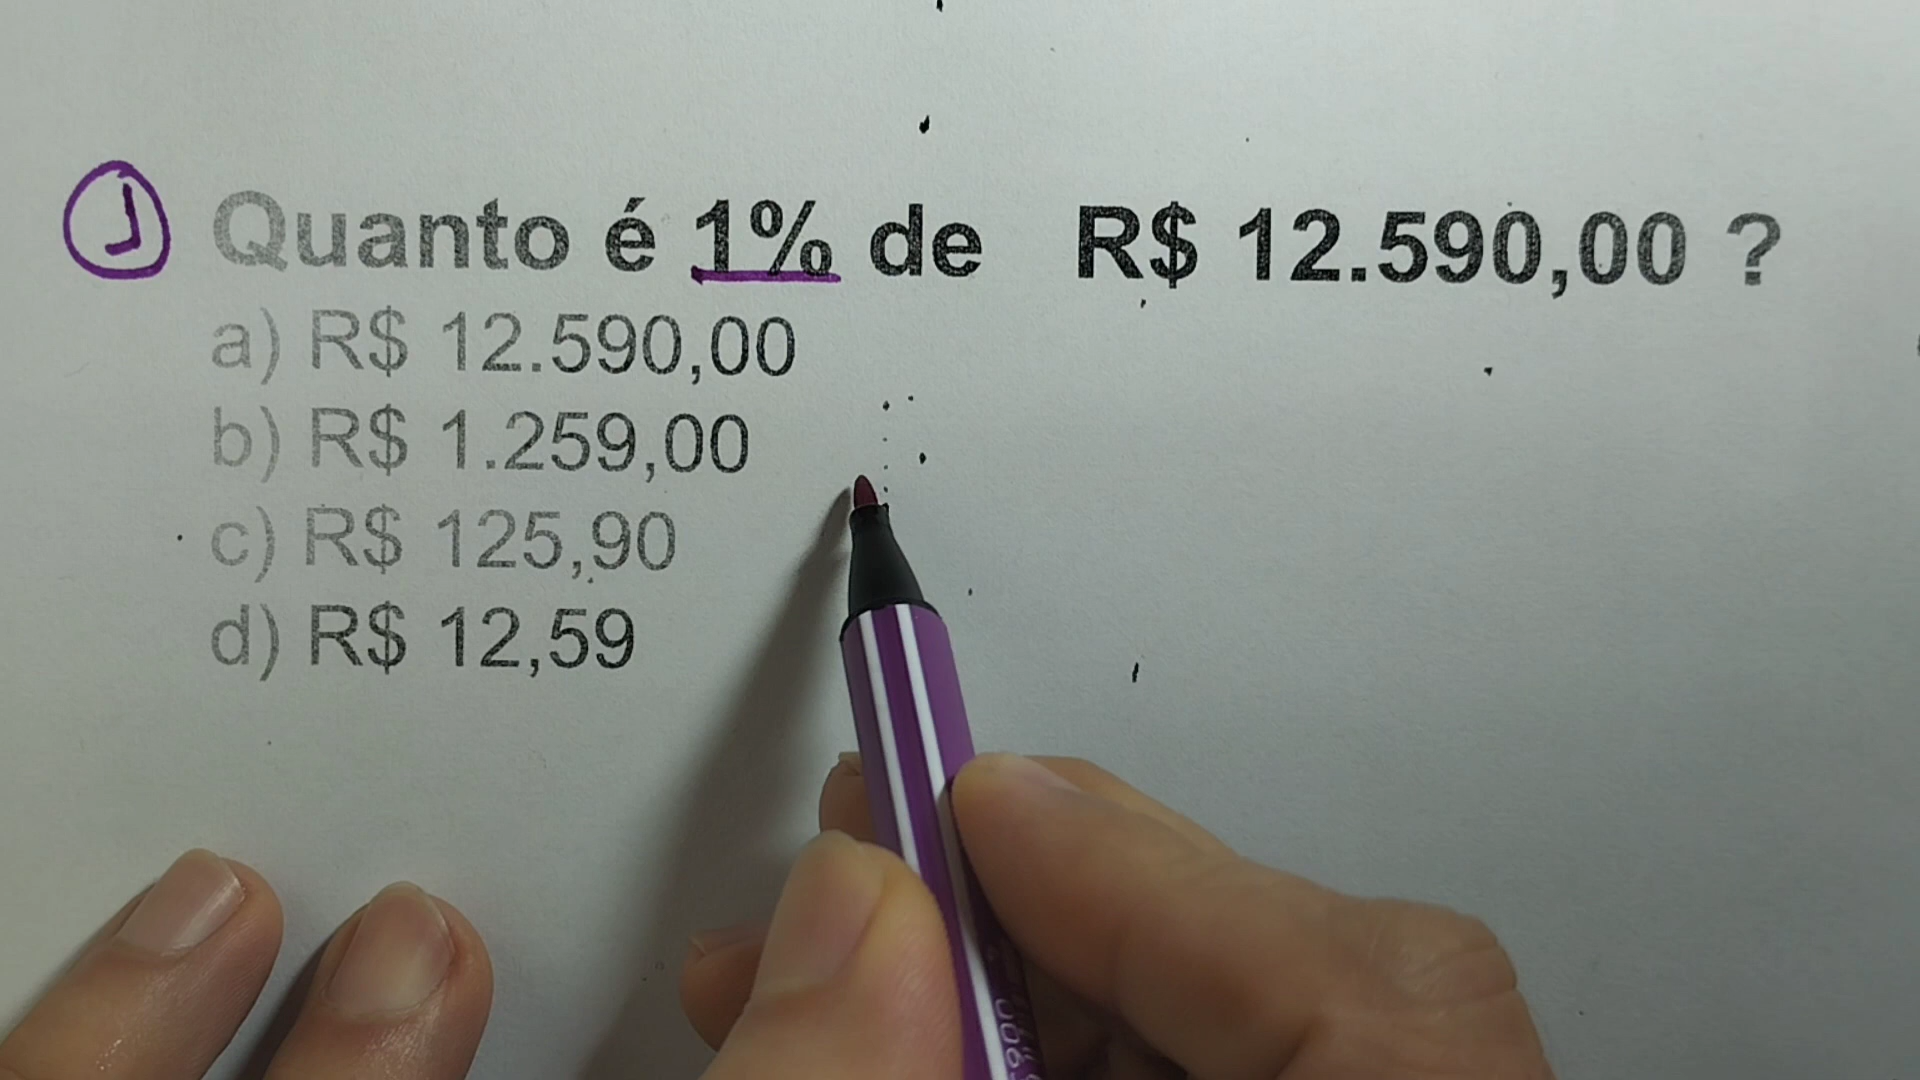 1 Quanto é 1% de R$ 12.590,00 ?
a) R$ 12.590,00
b) R$ 1.259,00
c) R$ 125,90
d) R$ 12,59